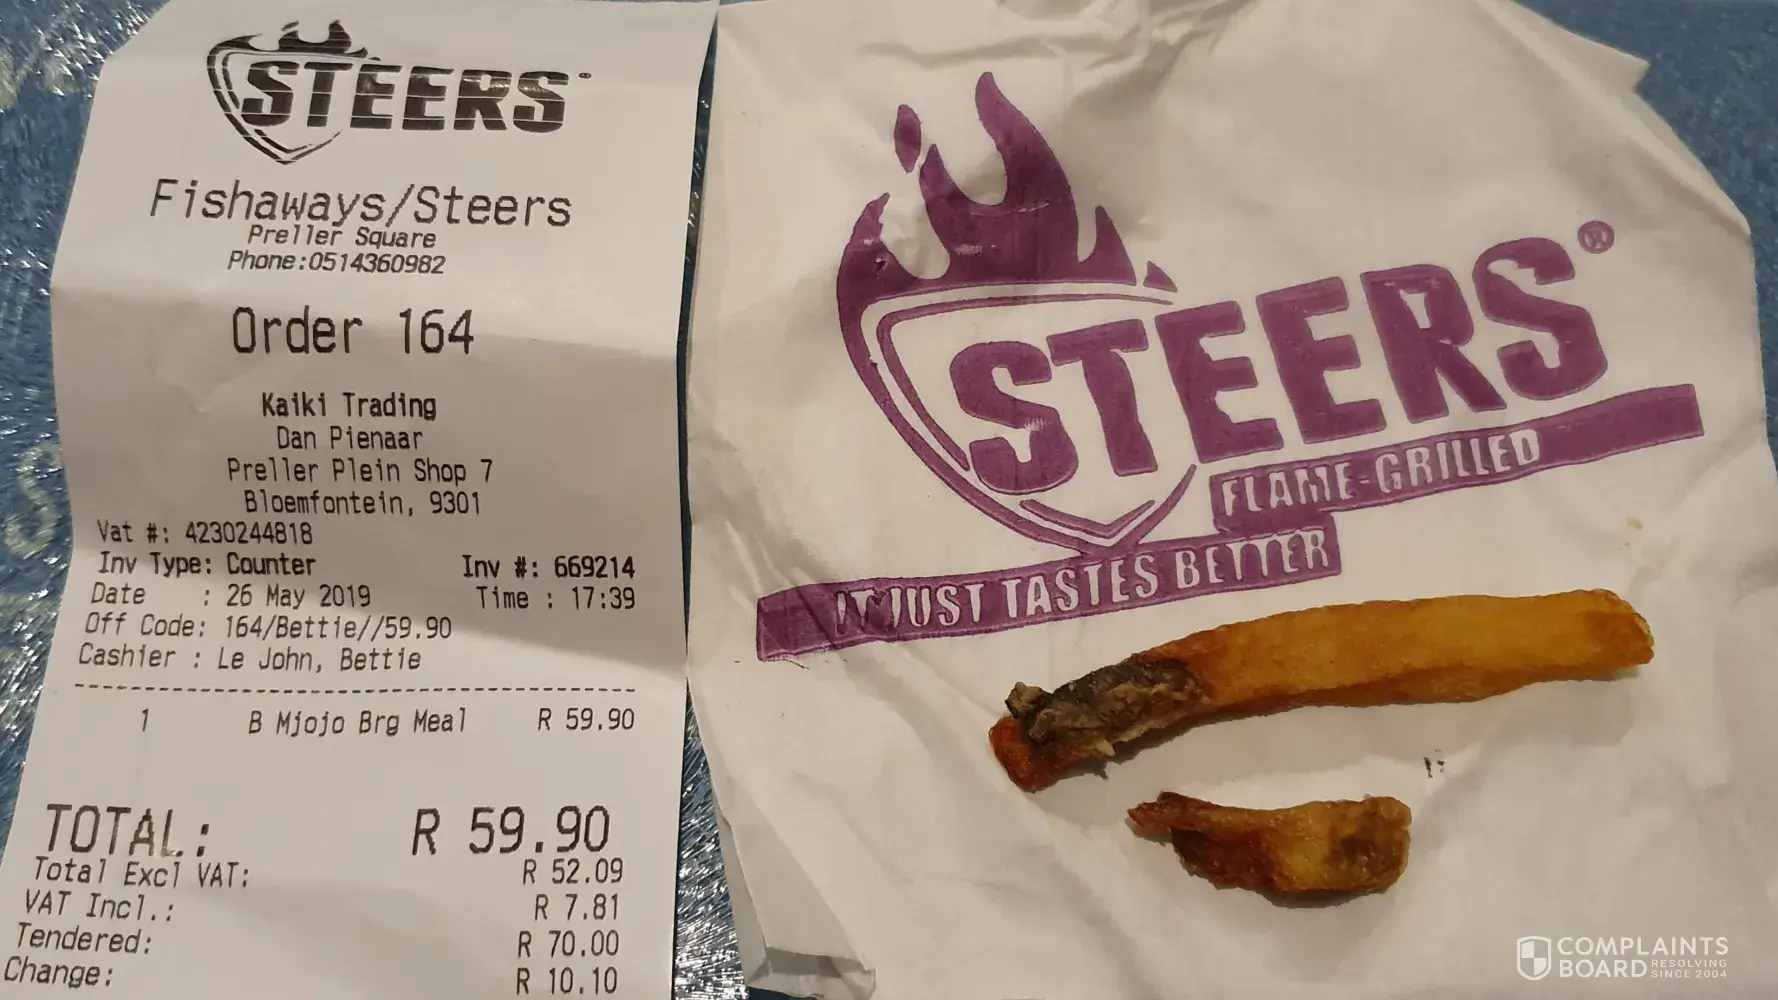 STEERS
Fishaways/Steers
Preller Square
Phone:0514360982
Order 164
Kaiki Trading
Dan Pienaar
Preller Plein Shop 7
Bloemfontein, 9301
Vat #: 4230244818
Inv Type: Counter Inv #: 669214
Date : 26 May 2019 Time : 17:39
Off Code: 164/Bettie//59.90
Cashier : Le John, Bettie
1 B Mjojo Brg Meal R 59.90
TOTAL: R 59.90
Total Excl VAT: R 52.09
VAT Incl.: R 7.81
Tendered: R 70.00
Change: R 10.10
STEERS®
FLAME-GRILLED
IT JUST TASTES BETTER
COMPLAINTS
BOARD RESOLVING
SINCE 2004